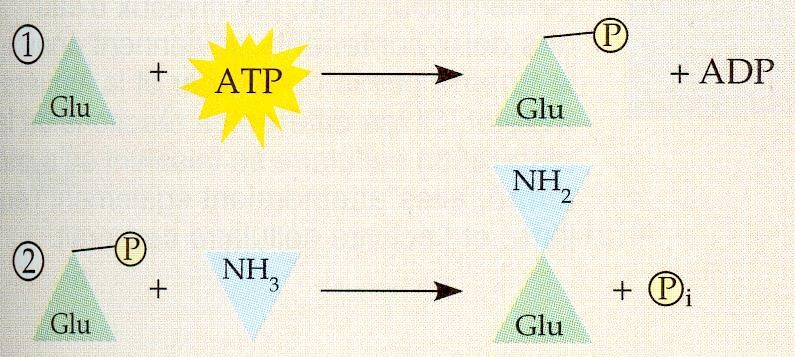 ① Glu + ATP → Glu Ⓟ + ADP
② Glu Ⓟ + NH₃ → NH₂ Glu + Ⓟi